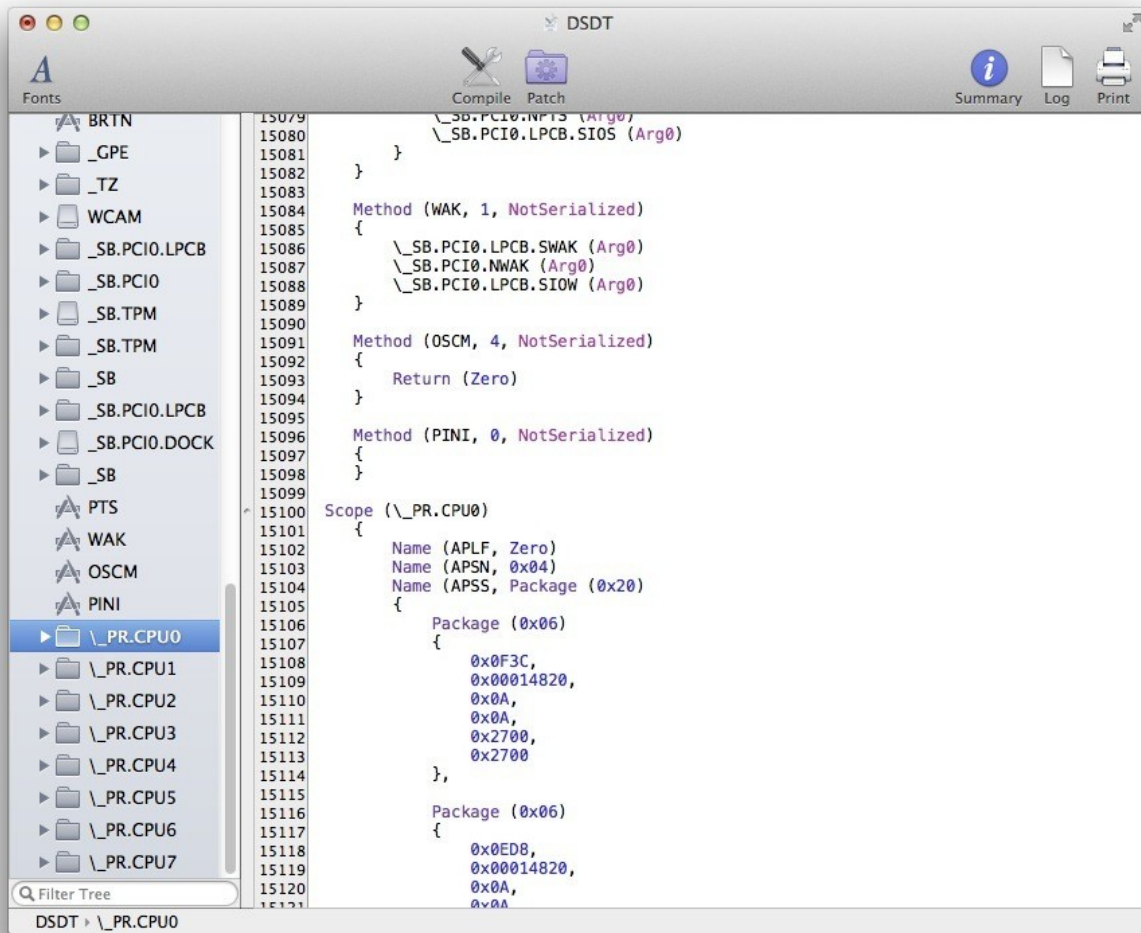 DSDT
Fonts
Compile
Patch
Summary
Log
Print
BRTN
_GPE
_TZ
WCAM
_SB.PCI0.LPCB
_SB.PCI0
_SB.TPM
_SB.TPM
_SB
_SB.PCI0.LPCB
_SB.PCI0.DOCK
_SB
PTS
WAK
OSCM
PINI
\_PR.CPU0
\_PR.CPU1
\_PR.CPU2
\_PR.CPU3
\_PR.CPU4
\_PR.CPU5
\_PR.CPU6
\_PR.CPU7
Filter Tree
15079 \_SB.PCI0.NPTS (Arg0)
15080 \_SB.PCI0.LPCB.SIOS (Arg0)
15081 }
15082 }
15083
15084 Method (WAK, 1, NotSerialized)
15085 {
15086 \_SB.PCI0.LPCB.SWAK (Arg0)
15087 \_SB.PCI0.NWAK (Arg0)
15088 \_SB.PCI0.LPCB.SIOW (Arg0)
15089 }
15090
15091 Method (OSCM, 4, NotSerialized)
15092 {
15093 Return (Zero)
15094 }
15095
15096 Method (PINI, 0, NotSerialized)
15097 {
15098 }
15099
15100 Scope (\_PR.CPU0)
15101 {
15102 Name (APLF, Zero)
15103 Name (APSN, 0x04)
15104 Name (APSS, Package (0x20)
15105 {
15106 Package (0x06)
15107 {
15108 0x0F3C,
15109 0x00014820,
15110 0x0A,
15111 0x0A,
15112 0x2700,
15113 0x2700
15114 },
15115
15116 Package (0x06)
15117 {
15118 0x0ED8,
15119 0x00014820,
15120 0x0A,
15121 0x0A
DSDT › \_PR.CPU0